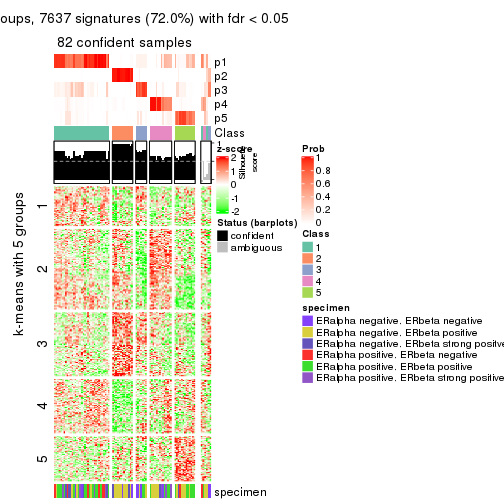 oups, 7637 signatures (72.0%) with fdr < 0.05
82 confident samples
p1
p2
p3
p4
p5
Class
1
2
3
4
5
k-means with 5 groups
specimen
z-score
2
1
0
-1
-2
Silhouette
score
1
Status (barplots)
confident
ambiguous
Prob
1
0.8
0.6
0.4
0.2
0
Class
1
2
3
4
5
specimen
ERalpha negative. ERbeta negative
ERalpha negative. ERbeta positive
ERalpha negative. ERbeta strong positive
ERalpha positive. ERbeta negative
ERalpha positive. ERbeta positive
ERalpha positive. ERbeta strong positive